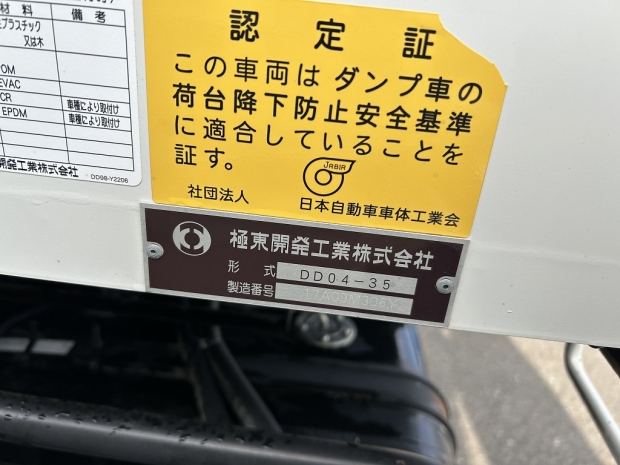 材料 備考
プラスチック
又は木
POM
EVAC
CR 車種により取付け
EPDM 車種により取付け
開発工業株式会社 DD98-Y2206
認定証
この車両は ダンプ車の
荷台降下防止安全基準
に適合していることを
証す。
JABIA
社団法人 日本自動車車体工業会
極東開発工業株式会社
形式 DD04-35
製造番号